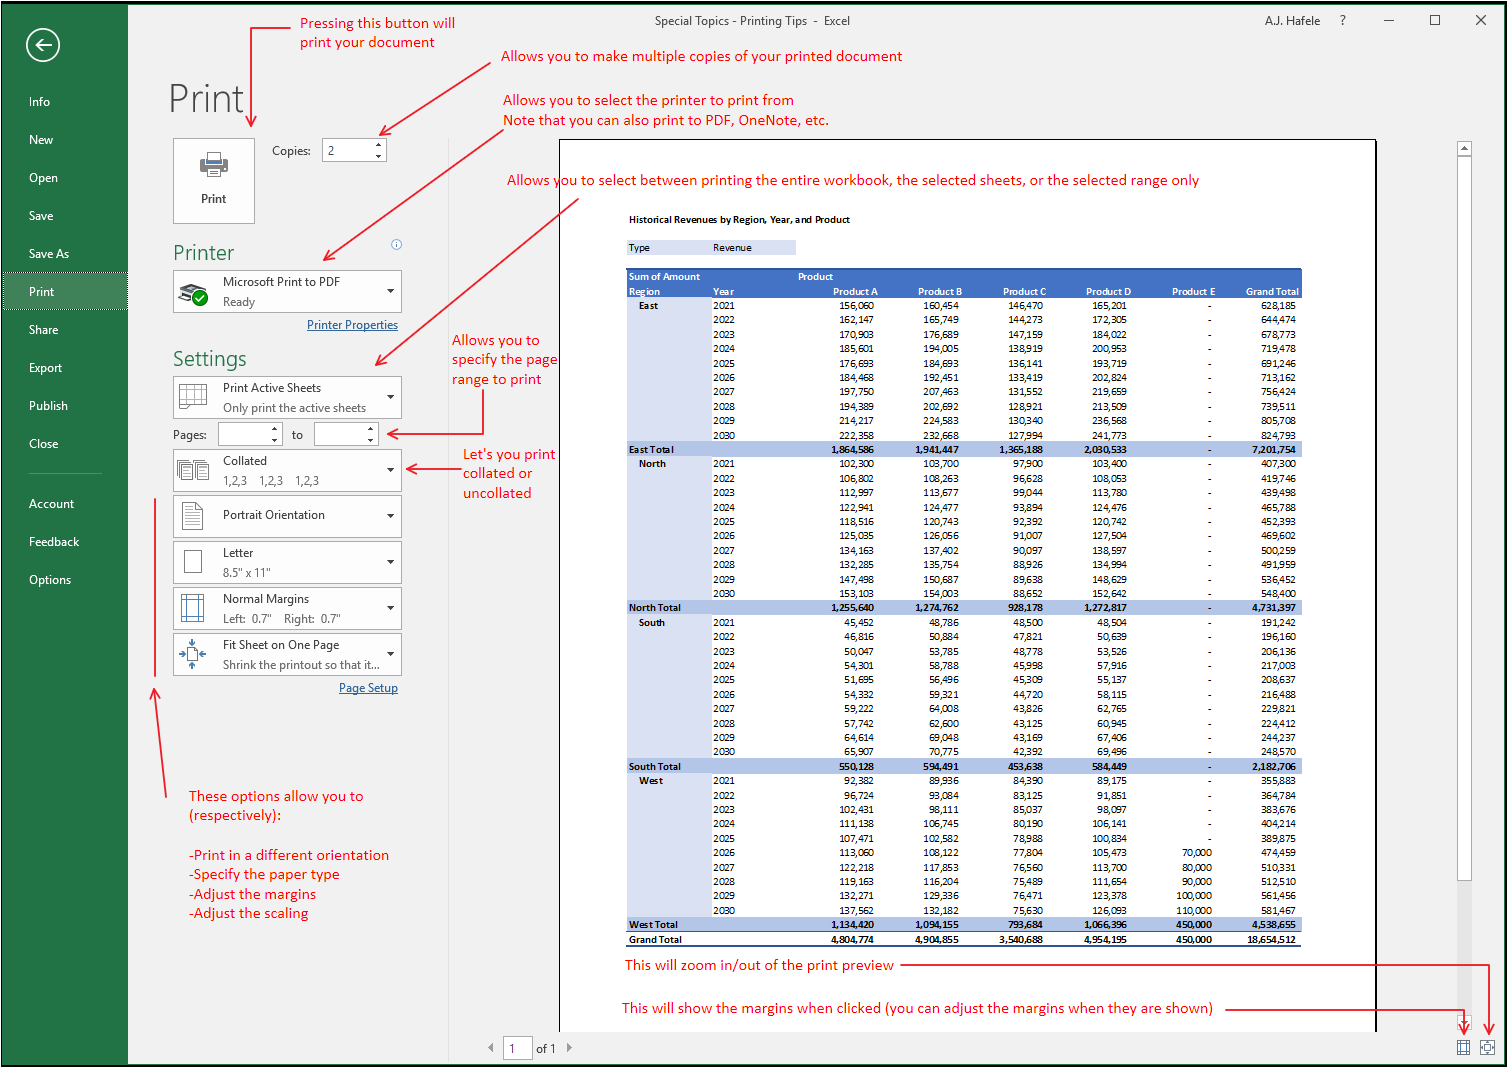 Special Topics - Printing Tips - Excel
A.J. Hafele ?
Info
New
Open
Save
Save As
Print
Share
Export
Publish
Close
Account
Feedback
Options
Pressing this button will
print your document
Allows you to make multiple copies of your printed document
Allows you to select the printer to print from
Note that you can also print to PDF, OneNote, etc.
Allows you to select between printing the entire workbook, the selected sheets, or the selected range only
Print
Print
Copies: 2
Printer
Microsoft Print to PDF
Ready
Printer Properties
Settings
Print Active Sheets
Only print the active sheets
Pages: to
Collated
1,2,3 1,2,3 1,2,3
Portrait Orientation
Letter
8.5" x 11"
Normal Margins
Left: 0.7" Right: 0.7"
Fit Sheet on One Page
Shrink the printout so that it...
Page Setup
Allows you to
specify the page
range to print
Let's you print
collated or
uncollated
These options allow you to
(respectively):
-Print in a different orientation
-Specify the paper type
-Adjust the margins
-Adjust the scaling
Historical Revenues by Region, Year, and Product
Type Revenue
Sum of Amount Product
Region Year Product A Product B Product C Product D Product E Grand Total
East 2021 156,060 160,454 146,470 165,201 - 628,185
2022 162,147 165,749 144,273 172,305 - 644,474
2023 170,903 176,689 147,159 184,022 - 678,773
2024 185,601 194,005 138,919 200,953 - 719,478
2025 176,693 184,693 136,141 193,719 - 691,246
2026 184,468 192,451 133,419 202,824 - 713,162
2027 197,750 207,463 131,552 219,659 - 756,424
2028 194,389 202,692 128,921 213,509 - 739,511
2029 214,217 224,583 130,340 236,568 - 805,708
2030 222,358 232,668 127,994 241,773 - 824,793
East Total 1,864,586 1,941,447 1,365,188 2,030,533 - 7,201,754
North 2021 102,300 103,700 97,900 103,400 - 407,300
2022 106,802 108,263 96,628 108,053 - 419,746
2023 112,997 113,677 99,044 113,780 - 439,498
2024 122,941 124,477 93,894 124,476 - 465,788
2025 118,516 120,743 92,392 120,742 - 452,393
2026 125,035 126,056 91,007 127,504 - 469,602
2027 134,163 137,402 90,097 138,597 - 500,259
2028 132,285 135,754 88,926 134,994 - 491,959
2029 147,498 150,687 89,638 148,629 - 536,452
2030 153,103 154,003 88,652 152,642 - 548,400
North Total 1,255,640 1,274,762 928,178 1,272,817 - 4,731,397
South 2021 45,452 48,786 48,500 48,504 - 191,242
2022 46,816 50,884 47,821 50,639 - 196,160
2023 50,047 53,785 48,778 53,526 - 206,136
2024 54,301 58,788 45,998 57,916 - 217,003
2025 51,695 56,496 45,309 55,137 - 208,637
2026 54,332 59,321 44,720 58,115 - 216,488
2027 59,222 64,008 43,826 62,765 - 229,821
2028 57,742 62,600 43,125 60,945 - 224,412
2029 64,614 69,048 43,169 67,406 - 244,237
2030 65,907 70,775 42,392 69,496 - 248,570
South Total 550,128 594,491 453,638 584,449 - 2,182,706
West 2021 92,382 89,936 84,390 89,175 - 355,883
2022 96,724 93,084 83,125 91,851 - 364,784
2023 102,431 98,111 85,037 98,097 - 383,676
2024 111,138 106,745 80,190 106,141 - 404,214
2025 107,471 102,582 78,988 100,834 - 389,875
2026 113,060 108,122 77,804 105,473 70,000 474,459
2027 122,218 117,853 76,560 113,700 80,000 510,331
2028 119,163 116,204 75,489 111,654 90,000 512,510
2029 132,271 129,336 76,471 123,378 100,000 561,456
2030 137,562 132,182 75,630 126,093 110,000 581,467
West Total 1,134,420 1,094,155 793,684 1,066,396 450,000 4,538,655
Grand Total 4,804,774 4,904,855 3,540,688 4,954,195 450,000 18,654,512
This will zoom in/out of the print preview
This will show the margins when clicked (you can adjust the margins when they are shown)
1 of 1